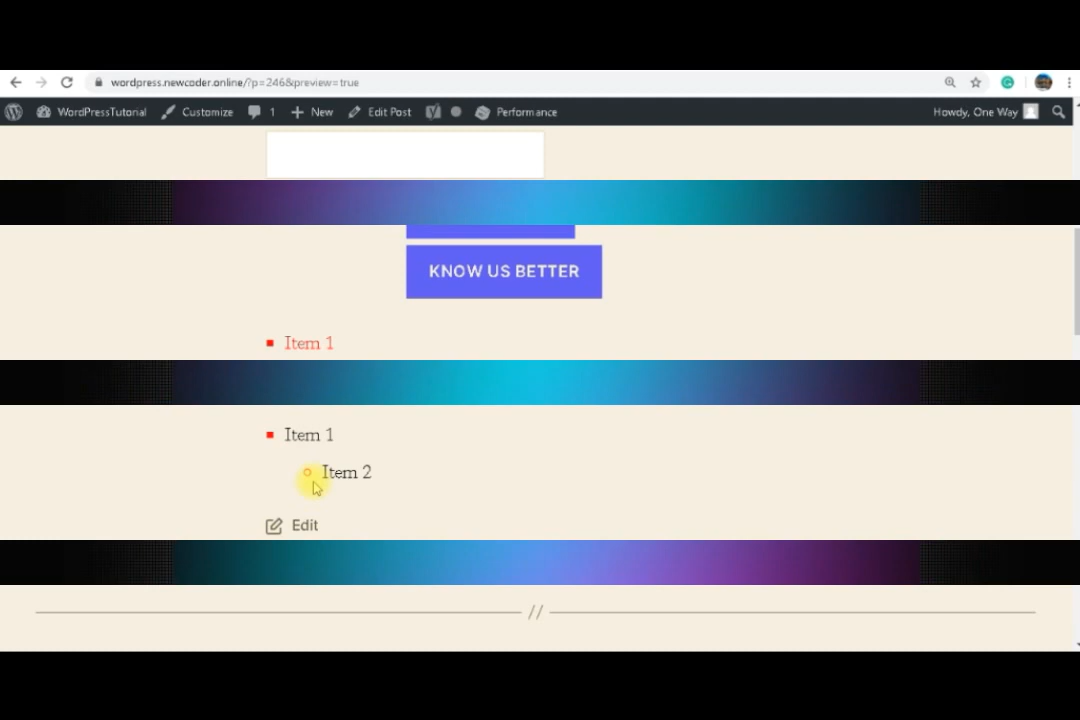 wordpress.newcoder.online/?p=246&preview=true
WordPressTutorial Customize 1 New Edit Post Performance Howdy, One Way
KNOW US BETTER
Item 1
Item 1
Item 2
Edit
//